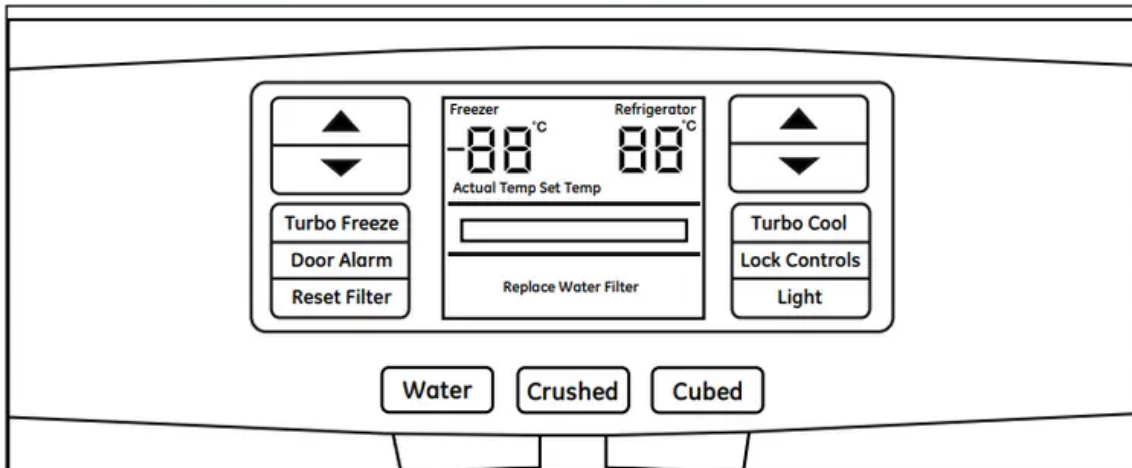 Freezer Refrigerator
-88°C 88°C
Actual Temp Set Temp
Turbo Freeze
Door Alarm
Reset Filter
Replace Water Filter
Turbo Cool
Lock Controls
Light
Water Crushed Cubed